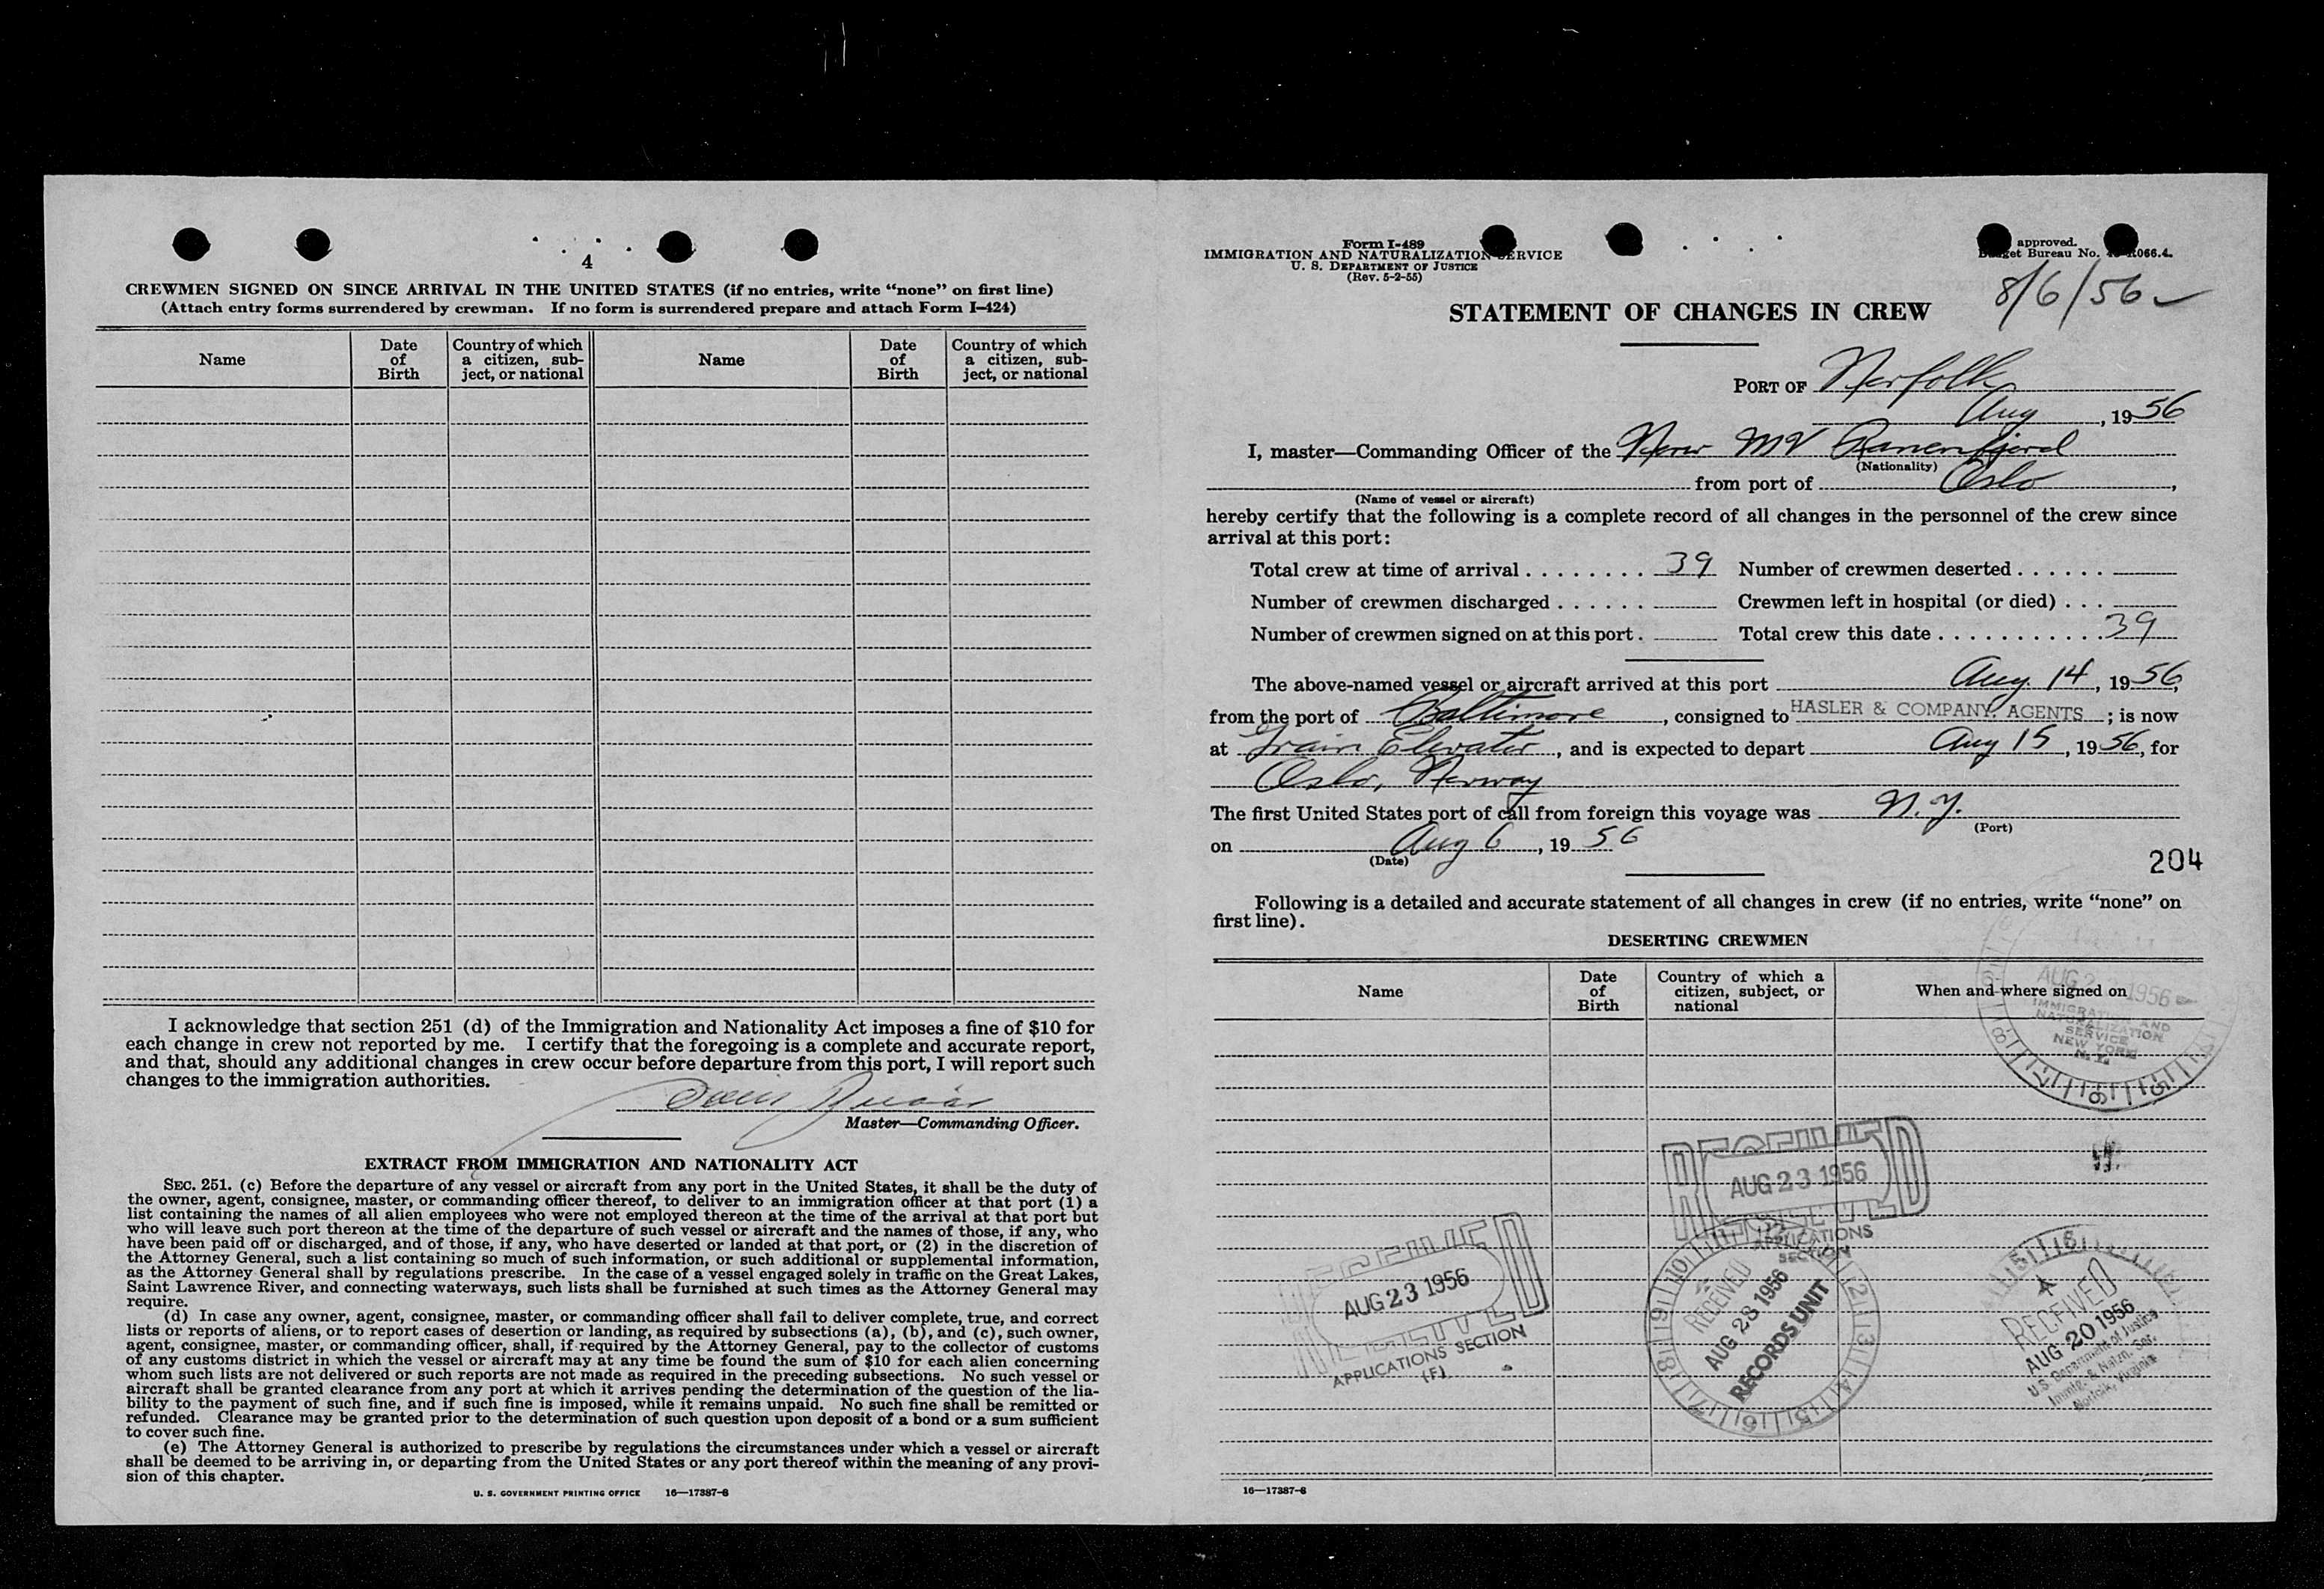 4
CREWMEN SIGNED ON SINCE ARRIVAL IN THE UNITED STATES (if no entries, write “none” on first line)
(Attach entry forms surrendered by crewman. If no form is surrendered prepare and attach Form I–424)
Name Date of Birth Country of which a citizen, sub-ject, or national Name Date of Birth Country of which a citizen, sub-ject, or national
I acknowledge that section 251 (d) of the Immigration and Nationality Act imposes a fine of $10 for
each change in crew not reported by me. I certify that the foregoing is a complete and accurate report,
and that, should any additional changes in crew occur before departure from this port, I will report such
changes to the immigration authorities.
Master—Commanding Officer.
EXTRACT FROM IMMIGRATION AND NATIONALITY ACT
SEC. 251. (c) Before the departure of any vessel or aircraft from any port in the United States, it shall be the duty of
the owner, agent, consignee, master, or commanding officer thereof, to deliver to an immigration officer at that port (1) a
list containing the names of all alien employees who were not employed thereon at the time of the arrival at that port but
who will leave such port thereon at the time of the departure of such vessel or aircraft and the names of those, if any, who
have been paid off or discharged, and of those, if any, who have deserted or landed at that port, or (2) in the discretion of
the Attorney General, such a list containing so much of such information, or such additional or supplemental information,
as the Attorney General shall by regulations prescribe. In the case of a vessel engaged solely in traffic on the Great Lakes,
Saint Lawrence River, and connecting waterways, such lists shall be furnished at such times as the Attorney General may
require.
(d) In case any owner, agent, consignee, master, or commanding officer shall fail to deliver complete, true, and correct
lists or reports of aliens, or to report cases of desertion or landing, as required by subsections (a), (b), and (c), such owner,
agent, consignee, master, or commanding officer, shall, if required by the Attorney General, pay to the collector of customs
of any customs district in which the vessel or aircraft may at any time be found the sum of $10 for each alien concerning
whom such lists are not delivered or such reports are not made as required in the preceding subsections. No such vessel or
aircraft shall be granted clearance from any port at which it arrives pending the determination of the question of the lia-
bility to the payment of such fine, and if such fine is imposed, while it remains unpaid. No such fine shall be remitted or
refunded. Clearance may be granted prior to the determination of such question upon deposit of a bond or a sum sufficient
to cover such fine.
(e) The Attorney General is authorized to prescribe by regulations the circumstances under which a vessel or aircraft
shall be deemed to be arriving in, or departing from the United States or any port thereof within the meaning of any provi-
sion of this chapter.
U. S. GOVERNMENT PRINTING OFFICE 16—17387-8
Form I-489
IMMIGRATION AND NATURALIZATION SERVICE
U. S. DEPARTMENT OF JUSTICE
(Rev. 5-2-55)
approved.
Budget Bureau No. 066.4.
8/6/56
STATEMENT OF CHANGES IN CREW
PORT OF Norfolk
Aug, 1956
I, master—Commanding Officer of the Norw MV Ranenfjord
(Nationality)
from port of Oslo,
(Name of vessel or aircraft)
hereby certify that the following is a complete record of all changes in the personnel of the crew since
arrival at this port:
Total crew at time of arrival . . . . . . . . 39 Number of crewmen deserted . . . . . .
Number of crewmen discharged . . . . . . Crewmen left in hospital (or died) . . .
Number of crewmen signed on at this port . Total crew this date . . . . . . . . . . . 39
The above-named vessel or aircraft arrived at this port Aug. 14, 1956,
from the port of Baltimore, consigned to HASLER & COMPANY, AGENTS; is now
at Grain Elevator, and is expected to depart Aug 15, 1956, for
Oslo, Norway
The first United States port of call from foreign this voyage was N.Y.
(Port)
on Aug 6, 1956
(Date)
204
Following is a detailed and accurate statement of all changes in crew (if no entries, write “none” on
first line).
DESERTING CREWMEN
Name Date of Birth Country of which a citizen, subject, or national When and where signed on
AUG 2 1956
IMMIGRATION AND
NATURALIZATION
SERVICE
NEW YORK
N. Y.
RECEIVED
AUG 23 1956
APPLICATIONS
SECTION
RECEIVED
AUG 23 1956
APPLICATIONS SECTION
(F)
RECEIVED
AUG 23 1956
RECORDS UNIT
RECEIVED
AUG 20 1956
U.S. Department of Justice
Immig. & Natzn. Ser.
Norfolk, Virginia
16—17387-8